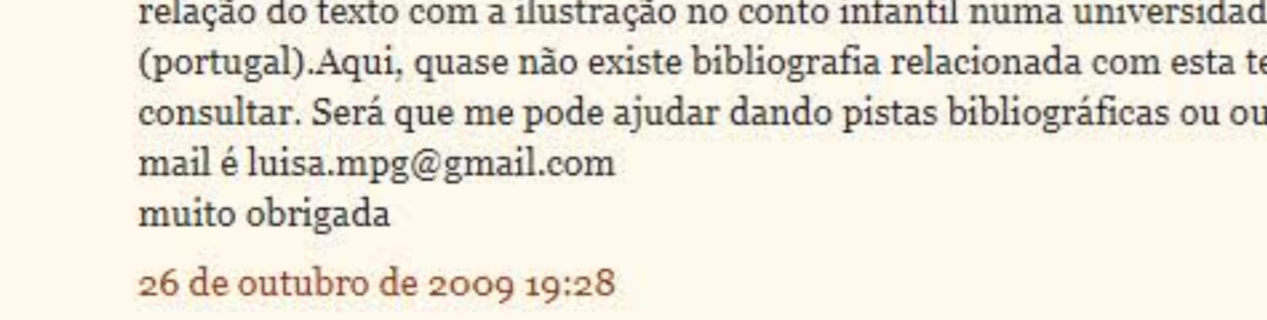 relação do texto com a ilustração no conto infantil numa universidad
(portugal).Aqui, quase não existe bibliografia relacionada com esta te
consultar. Será que me pode ajudar dando pistas bibliográficas ou ou
mail é luisa.mpg@gmail.com
muito obrigada
26 de outubro de 2009 19:28